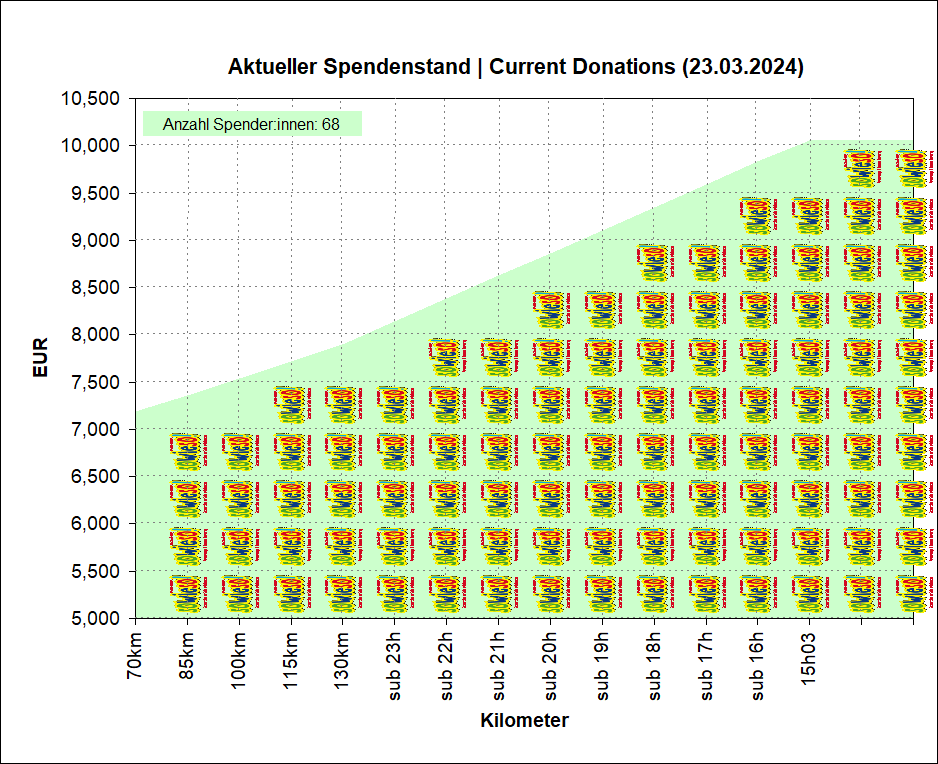 Aktueller Spendenstand | Current Donations (23.03.2024)
Anzahl Spender:innen: 68
10,500
10,000
9,500
9,000
8,500
8,000
7,500
7,000
6,500
6,000
5,500
5,000
EUR
70km
85km
100km
115km
130km
sub 23h
sub 22h
sub 21h
sub 20h
sub 19h
sub 18h
sub 17h
sub 16h
15h03
Kilometer